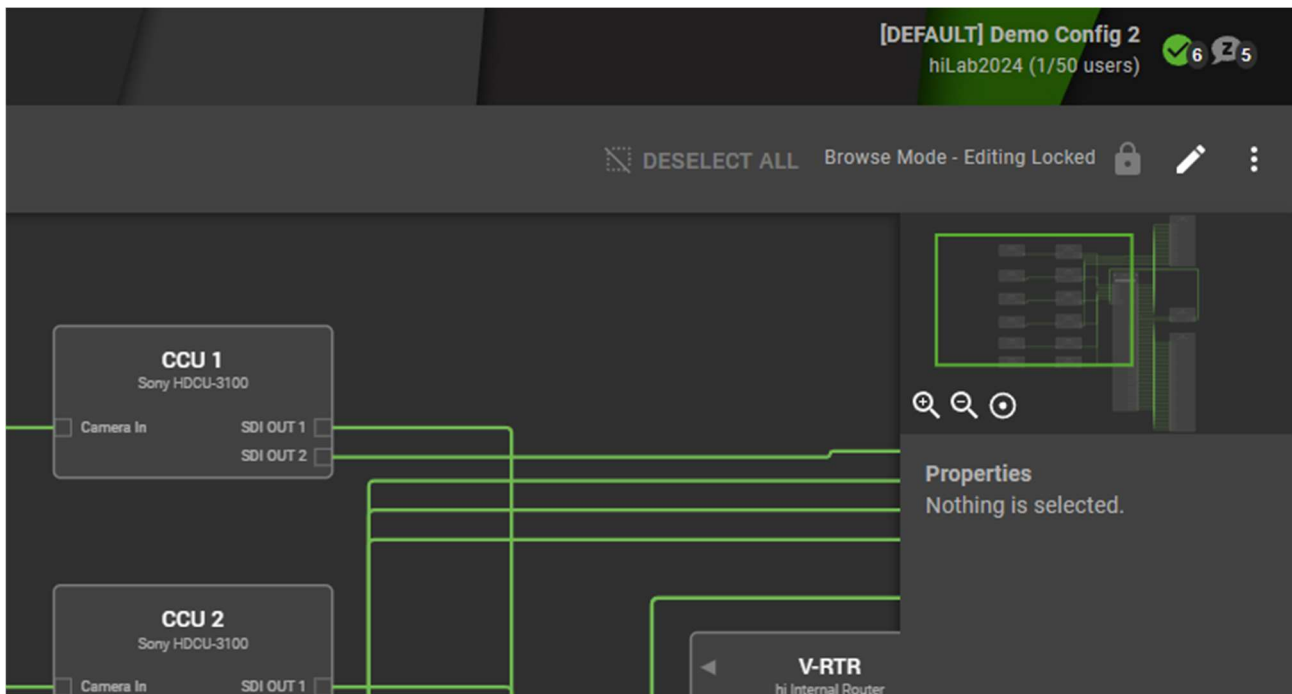 [DEFAULT] Demo Config 2
hiLab2024 (1/50 users)
6
Z
5
DESELECT ALL
Browse Mode - Editing Locked
CCU 1
Sony HDCU-3100
Camera In
SDI OUT 1
SDI OUT 2
Properties
Nothing is selected.
CCU 2
Sony HDCU-3100
Camera In
SDI OUT 1
V-RTR
hi Internal Router